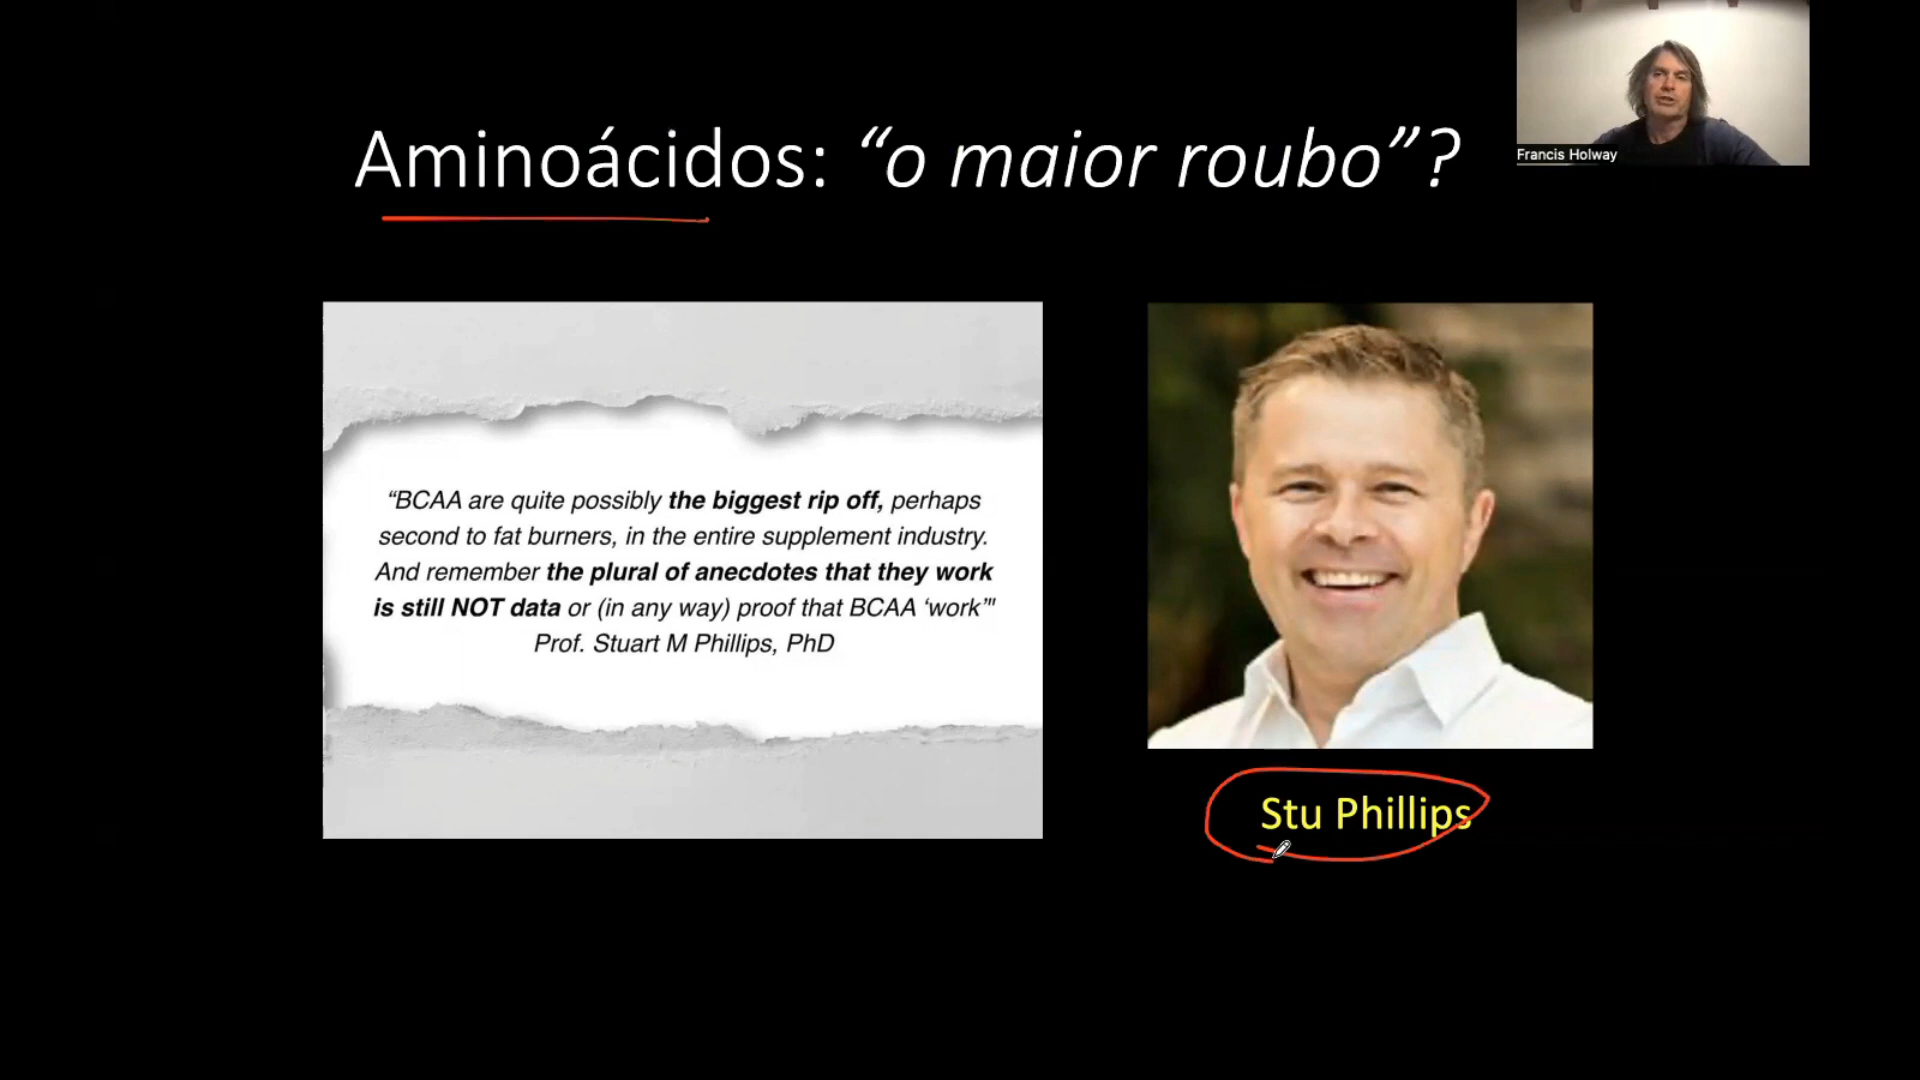 Aminoácidos: “o maior roubo”?
Francis Holway
“BCAA are quite possibly the biggest rip off, perhaps
second to fat burners, in the entire supplement industry.
And remember the plural of anecdotes that they work
is still NOT data or (in any way) proof that BCAA ‘work’"
Prof. Stuart M Phillips, PhD
Stu Phillips